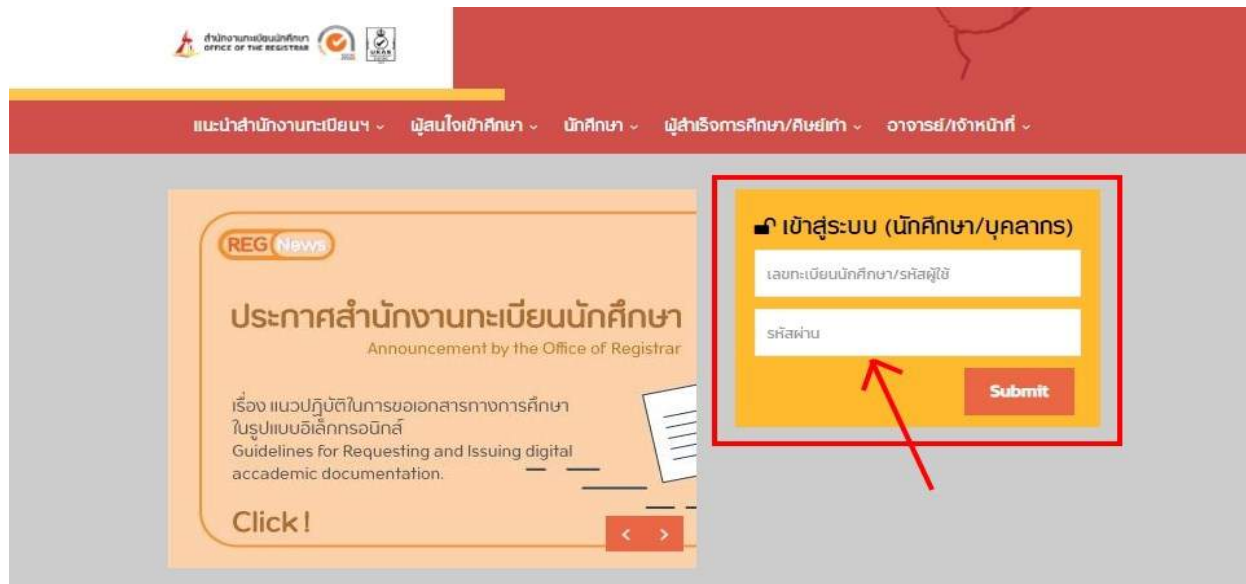 สำนักงานทะเบียนนักศึกษา
OFFICE OF THE REGISTRAR
UKAS
แนะนำสำนักงานทะเบียนฯ ผู้สนใจเข้าศึกษา นักศึกษา ผู้สำเร็จการศึกษา/ศิษย์เก่า อาจารย์/เจ้าหน้าที่
REG News
ประกาศสำนักงานทะเบียนนักศึกษา
Announcement by the Office of Registrar
เรื่อง แนวปฏิบัติในการขอเอกสารทางการศึกษา
ในรูปแบบอิเล็กทรอนิกส์
Guidelines for Requesting and Issuing digital
accademic documentation.
Click !
เข้าสู่ระบบ (นักศึกษา/บุคลากร)
เลขทะเบียนนักศึกษา/รหัสผู้ใช้
รหัสผ่าน
Submit